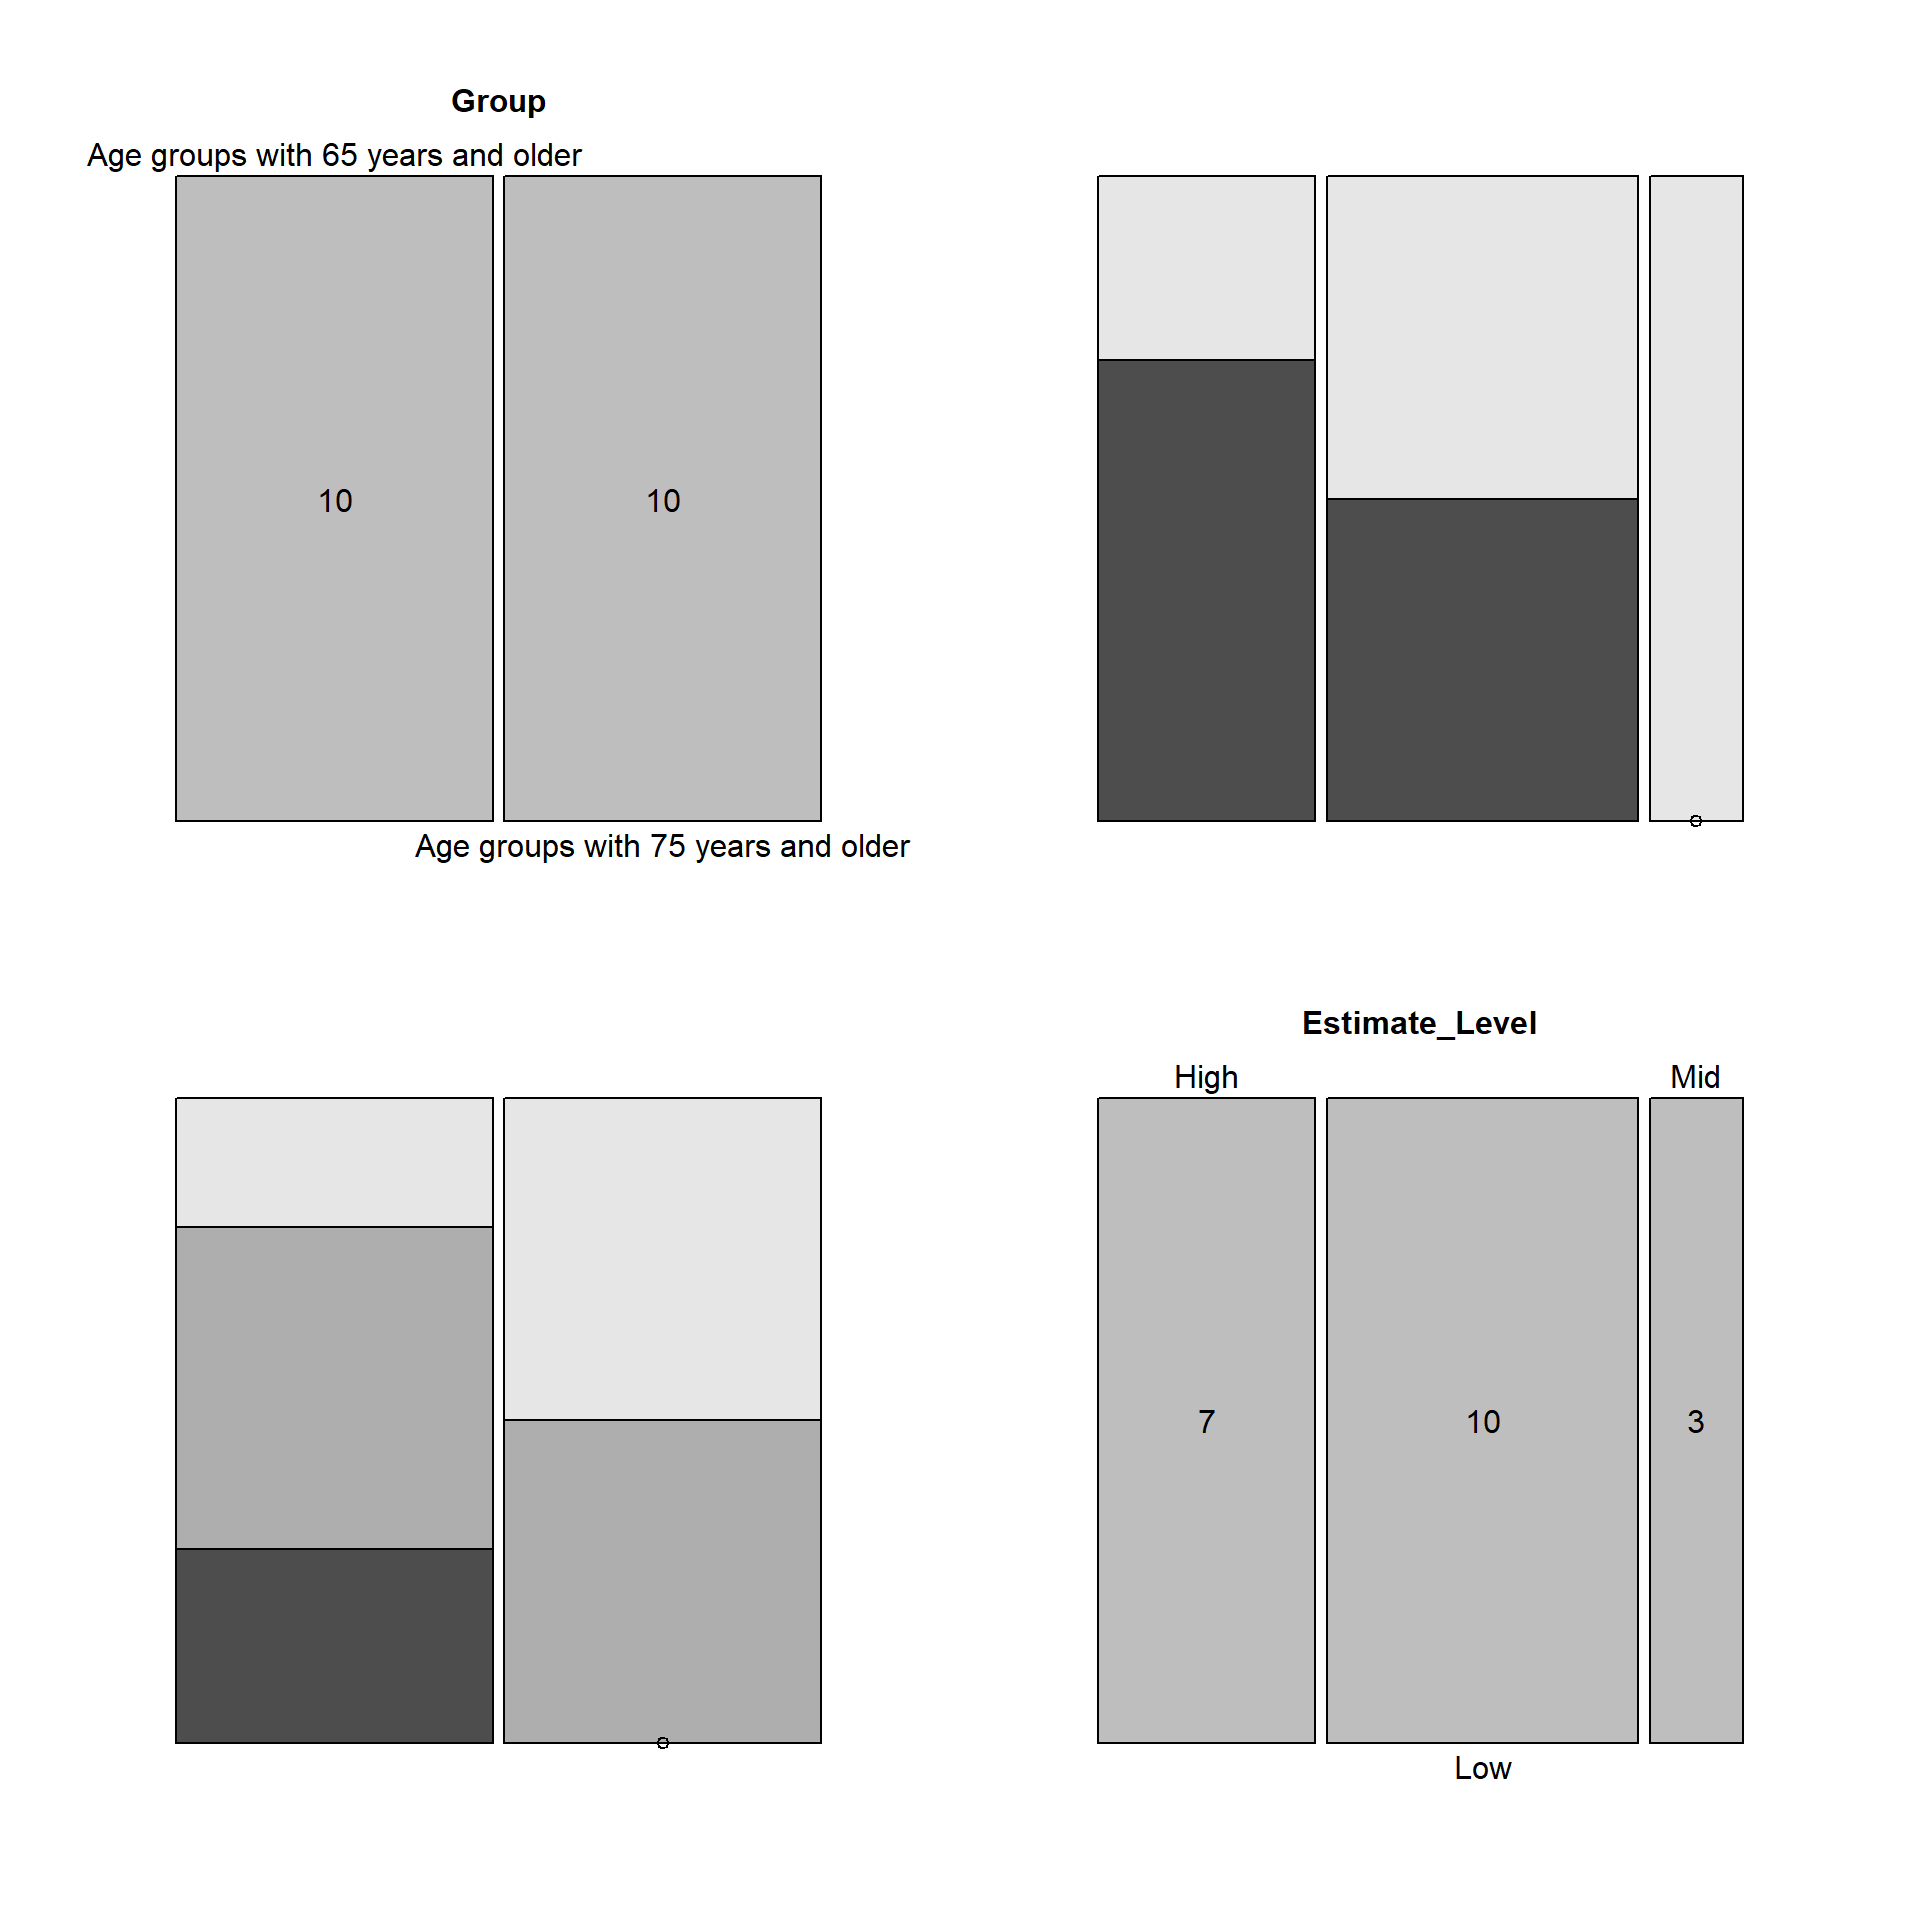 Group
Age groups with 65 years and older
10 10
Age groups with 75 years and older
Estimate_Level
High Mid
7 10 3
Low